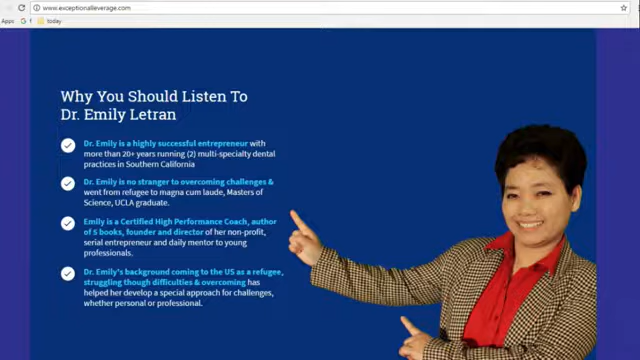 www.exceptionalleverage.com
Apps
today
Why You Should Listen To
Dr. Emily Letran
Dr. Emily is a highly successful entrepreneur with
more than 20+ years running (2) multi-specialty dental
practices in Southern California
Dr. Emily is no stranger to overcoming challenges &
went from refugee to magna cum laude, Masters of
Science, UCLA graduate.
Emily is a Certified High Performance Coach, author
of 5 books, founder and director of her non-profit,
serial entrepreneur and daily mentor to young
professionals.
Dr. Emily's background coming to the US as a refugee,
struggling though difficulties & overcoming has
helped her develop a special approach for challenges,
whether personal or professional.